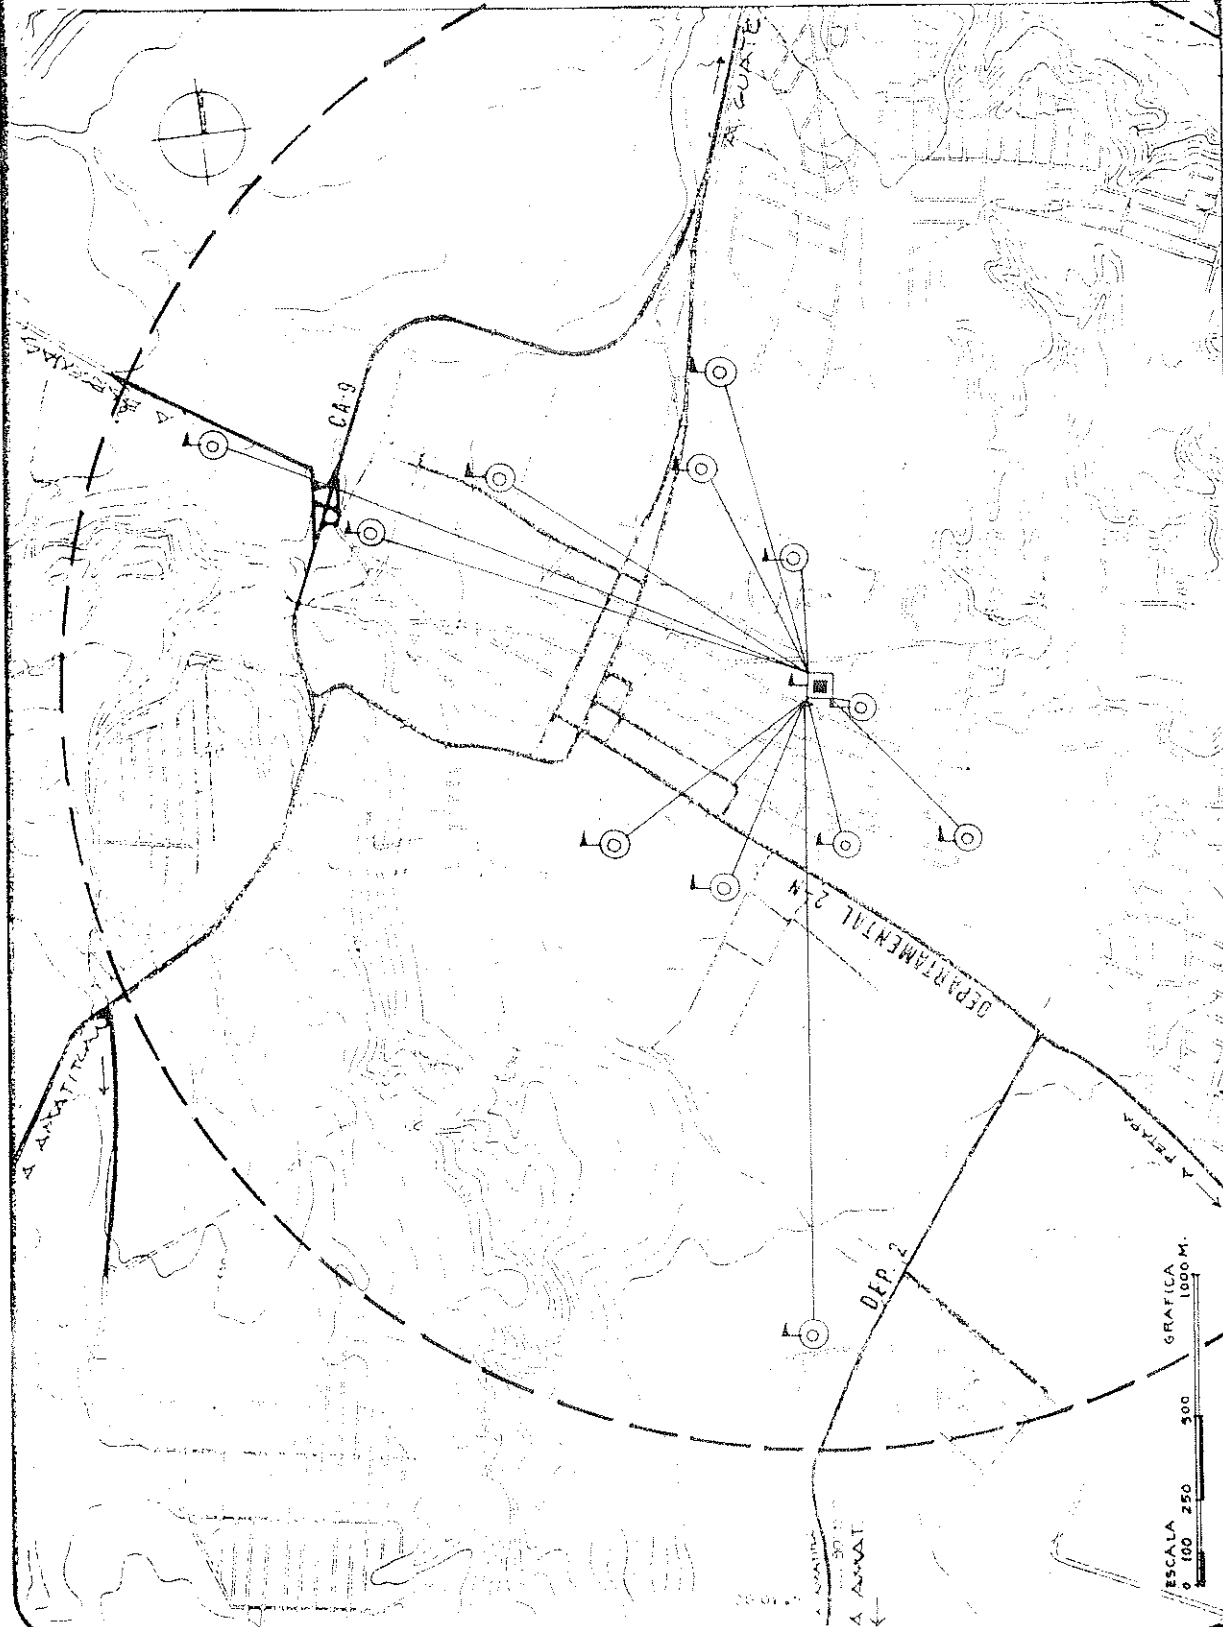 A GUATE
CA-9
A AMATITLAN
DEPARTAMENTAL 2-N
A PETAPA
DEP. 2
A AMAT.
ESCALA GRAFICA
0 100 250 500 1000 M.